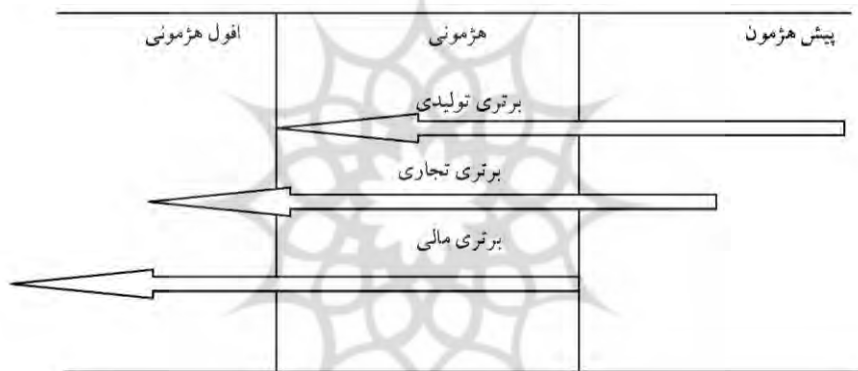 پیش هژمون
هژمونی
افول هژمونی
برتری تولیدی
برتری تجاری
برتری مالی